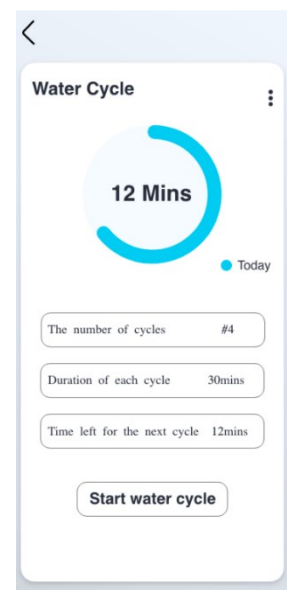 Water Cycle
12 Mins
Today
The number of cycles #4
Duration of each cycle 30mins
Time left for the next cycle 12mins
Start water cycle